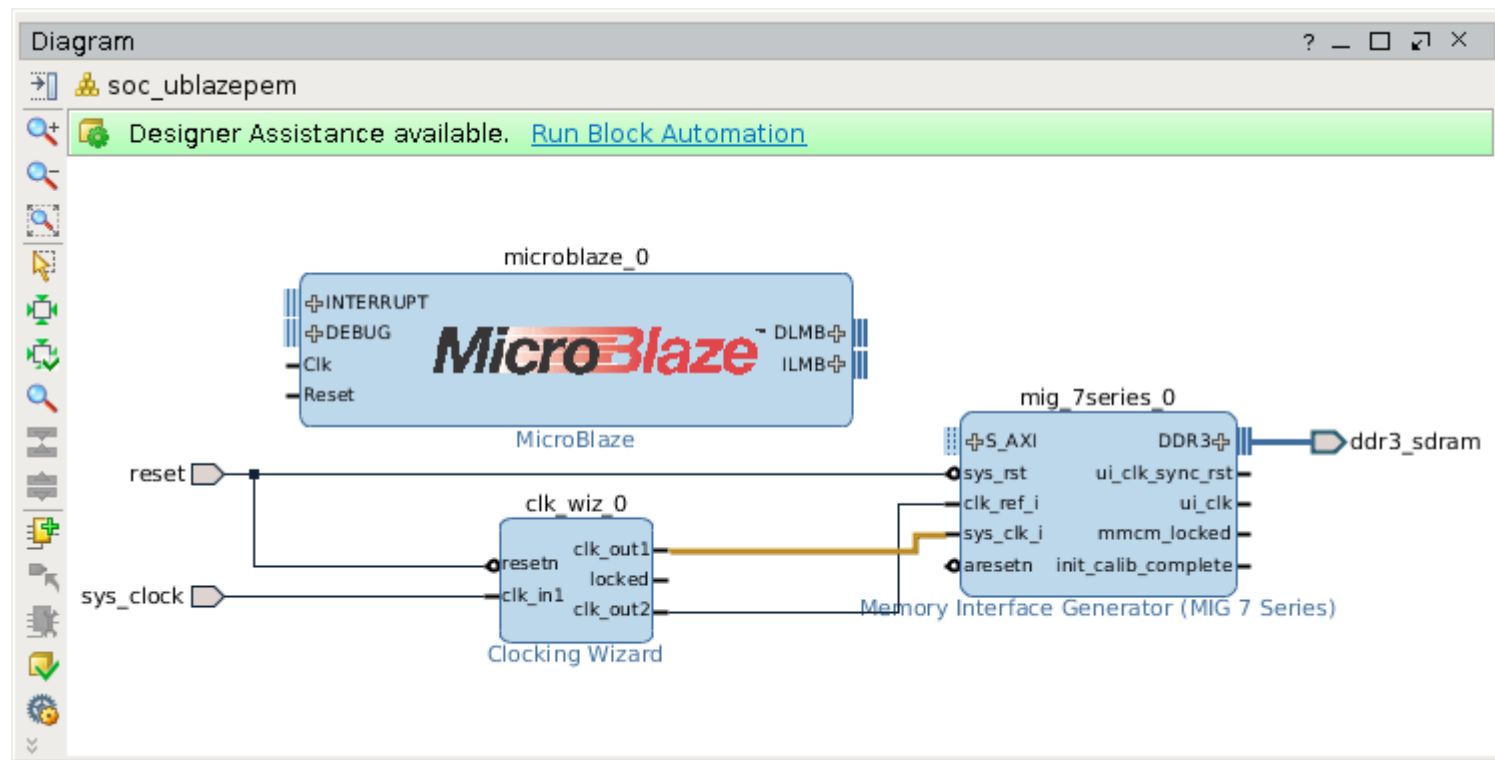 Diagram
soc_ublazepem
Designer Assistance available. Run Block Automation
microblaze_0
INTERRUPT
DEBUG
Clk
Reset
MicroBlaze
DLMB
ILMB
MicroBlaze
reset
sys_clock
clk_wiz_0
resetn
clk_in1
clk_out1
locked
clk_out2
Clocking Wizard
mig_7series_0
S_AXI
sys_rst
clk_ref_i
sys_clk_i
aresetn
DDR3
ui_clk_sync_rst
ui_clk
mmcm_locked
init_calib_complete
Memory Interface Generator (MIG 7 Series)
ddr3_sdram